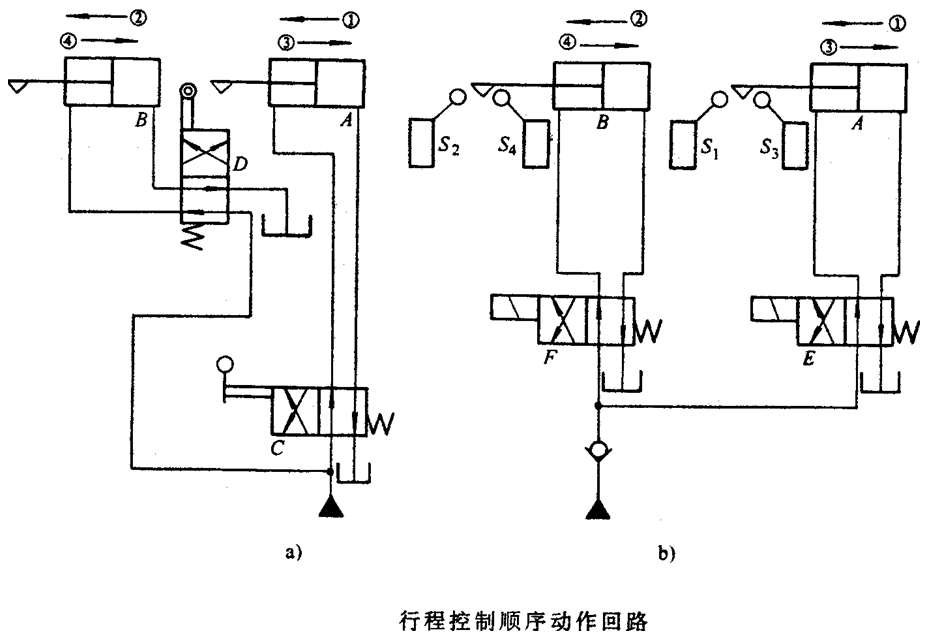 ② ① ② ①
④ ③ ④ ③
B A B A
S₂ S₄ S₁ S₃
D
F E
C
a) b)
行程控制顺序动作回路